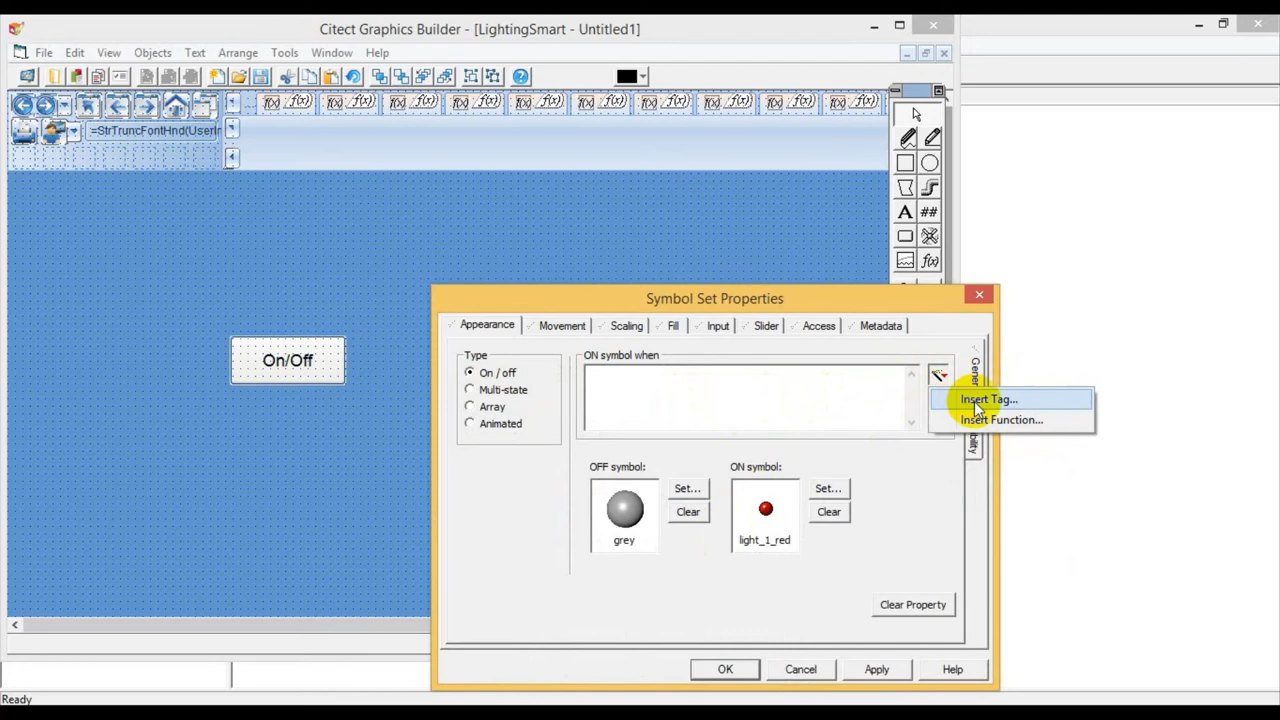 Citect Graphics Builder - [LightingSmart - Untitled1]
File Edit View Objects Text Arrange Tools Window Help
f(x) f(x) f(x) f(x) f(x) f(x) f(x) f(x) f(x) f(x)
=StrTruncFontHnd(UserIn
A ##
f(x)
On/Off
Symbol Set Properties
Appearance Movement Scaling Fill Input Slider Access Metadata
Type
On / off
Multi-state
Array
Animated
ON symbol when
Insert Tag...
Insert Function...
OFF symbol:
Set...
Clear
grey
ON symbol:
Set...
Clear
light_1_red
Clear Property
OK Cancel Apply Help
Ready